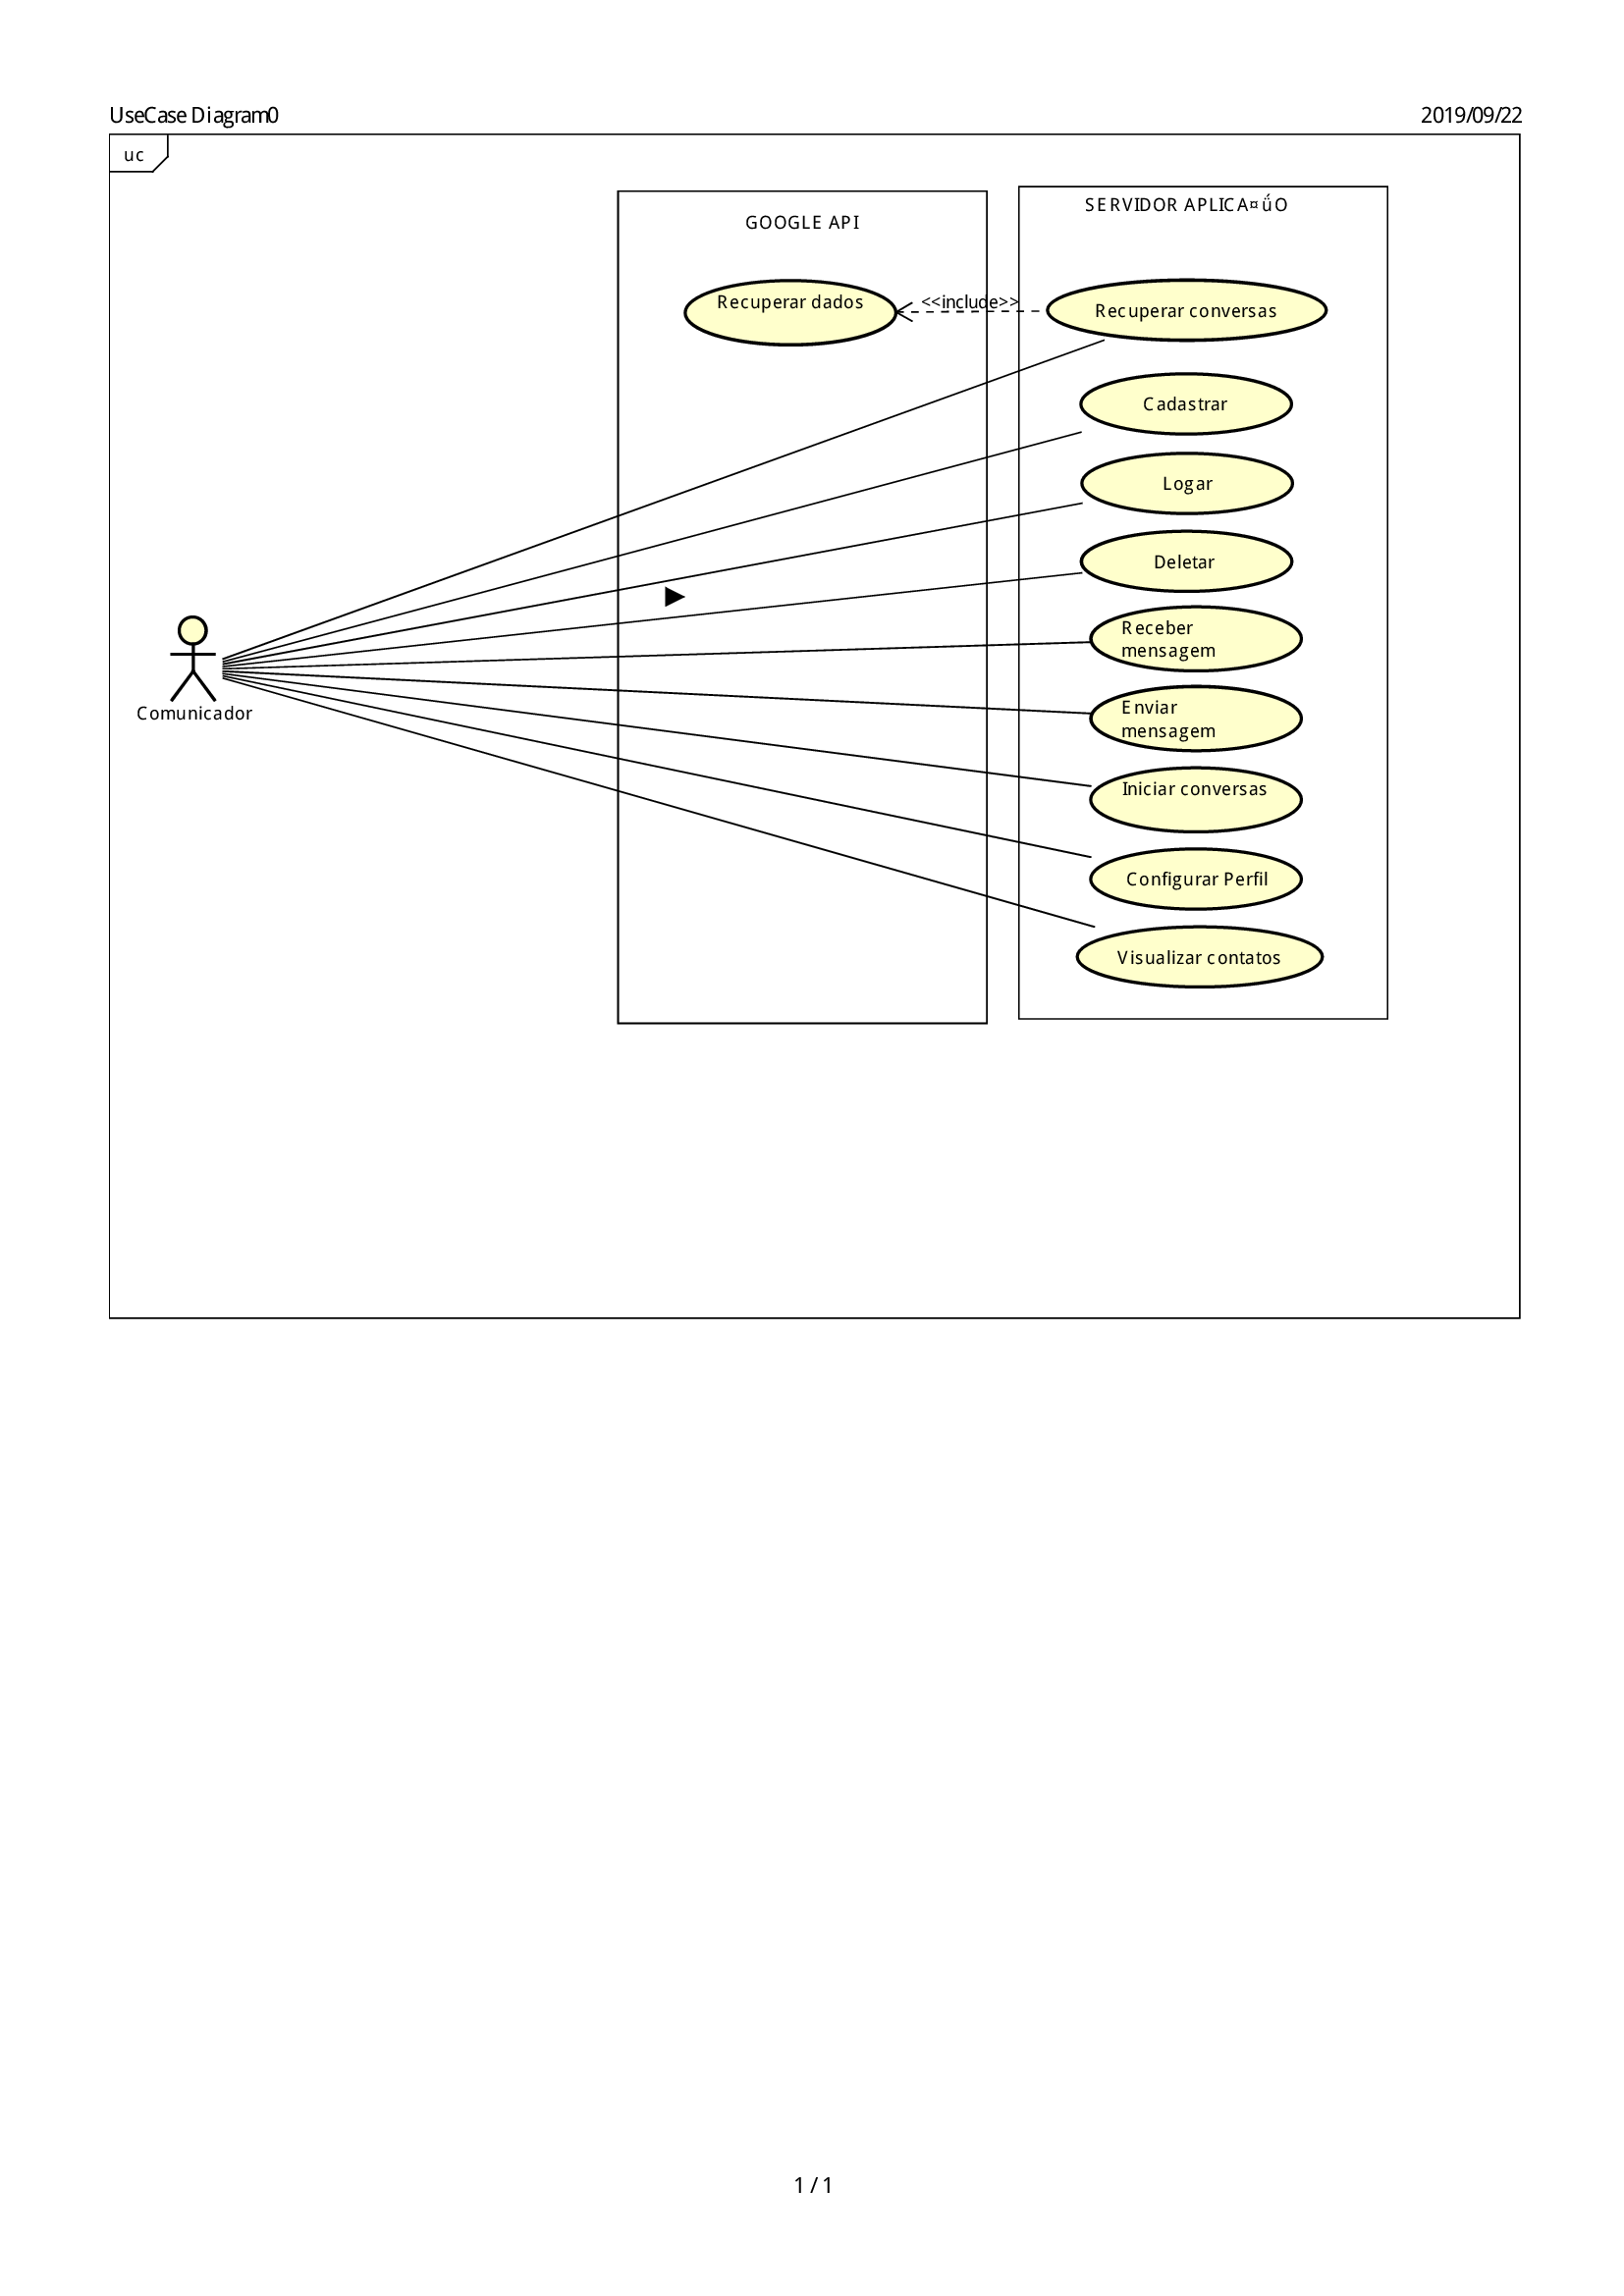 UseCase Diagram0
2019/09/22
uc
GOOGLE API
SERVIDOR APLICA¤ǘO
Recuperar dados
<<include>>
Recuperar conversas
Cadastrar
Logar
Deletar
Receber
mensagem
Enviar
mensagem
Comunicador
Iniciar conversas
Configurar Perfil
Visualizar contatos
1 / 1